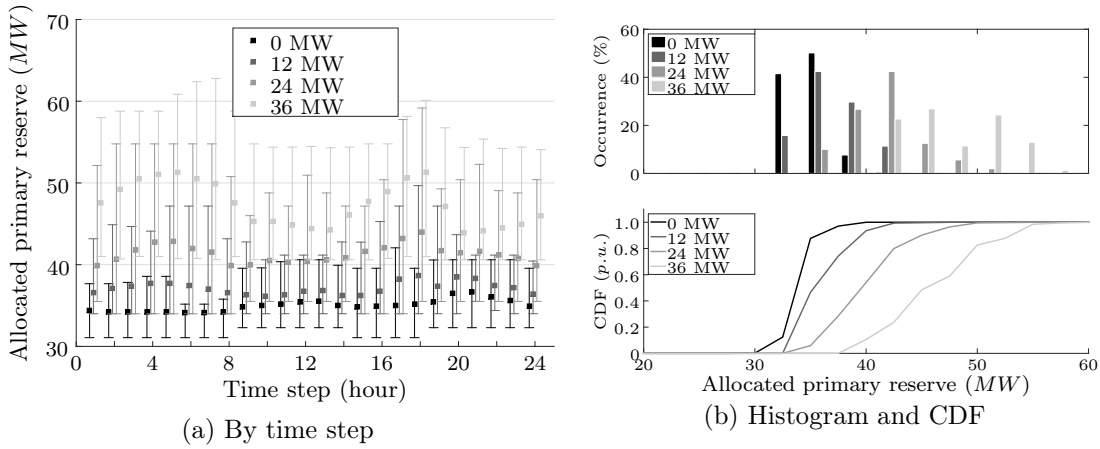 Allocated primary reserve (MW)
70
60
50
40
30
0 MW
12 MW
24 MW
36 MW
0
4
8
12
16
20
24
Time step (hour)
(a) By time step
Occurrence (%)
60
40
20
0
0 MW
12 MW
24 MW
36 MW
CDF (p.u.)
1.0
0.8
0.6
0.4
0.2
0
0 MW
12 MW
24 MW
36 MW
20
30
40
50
60
Allocated primary reserve (MW)
(b) Histogram and CDF